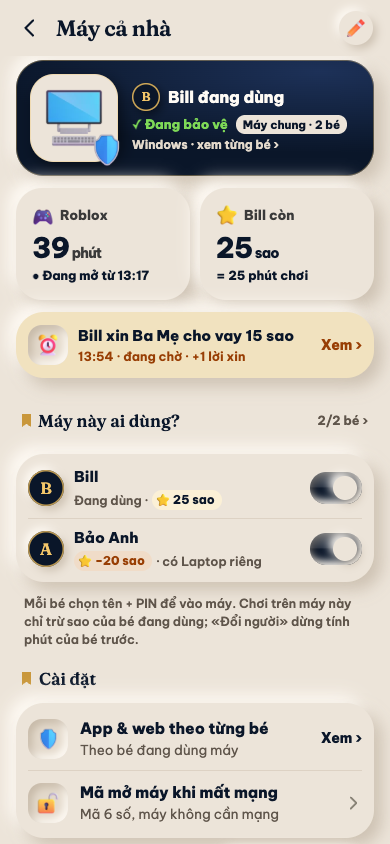 Máy cả nhà
B Bill đang dùng
✓ Đang bảo vệ Máy chung · 2 bé
Windows · xem từng bé ›
Roblox
39 phút
• Đang mở từ 13:17
Bill còn
25 sao
= 25 phút chơi
Bill xin Ba Mẹ cho vay 15 sao
13:54 · đang chờ · +1 lời xin
Xem ›
Máy này ai dùng?
2/2 bé ›
B
Bill
Đang dùng · 25 sao
A
Bảo Anh
−20 sao · có Laptop riêng
Mỗi bé chọn tên + PIN để vào máy. Chơi trên máy này
chỉ trừ sao của bé đang dùng; «Đổi người» dừng tính
phút của bé trước.
Cài đặt
App & web theo từng bé
Theo bé đang dùng máy
Xem ›
Mã mở máy khi mất mạng
Mã 6 số, máy không cần mạng